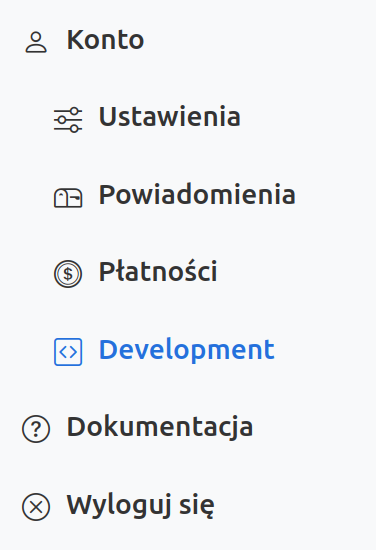 Konto
Ustawienia
Powiadomienia
Płatności
Development
Dokumentacja
Wyloguj się